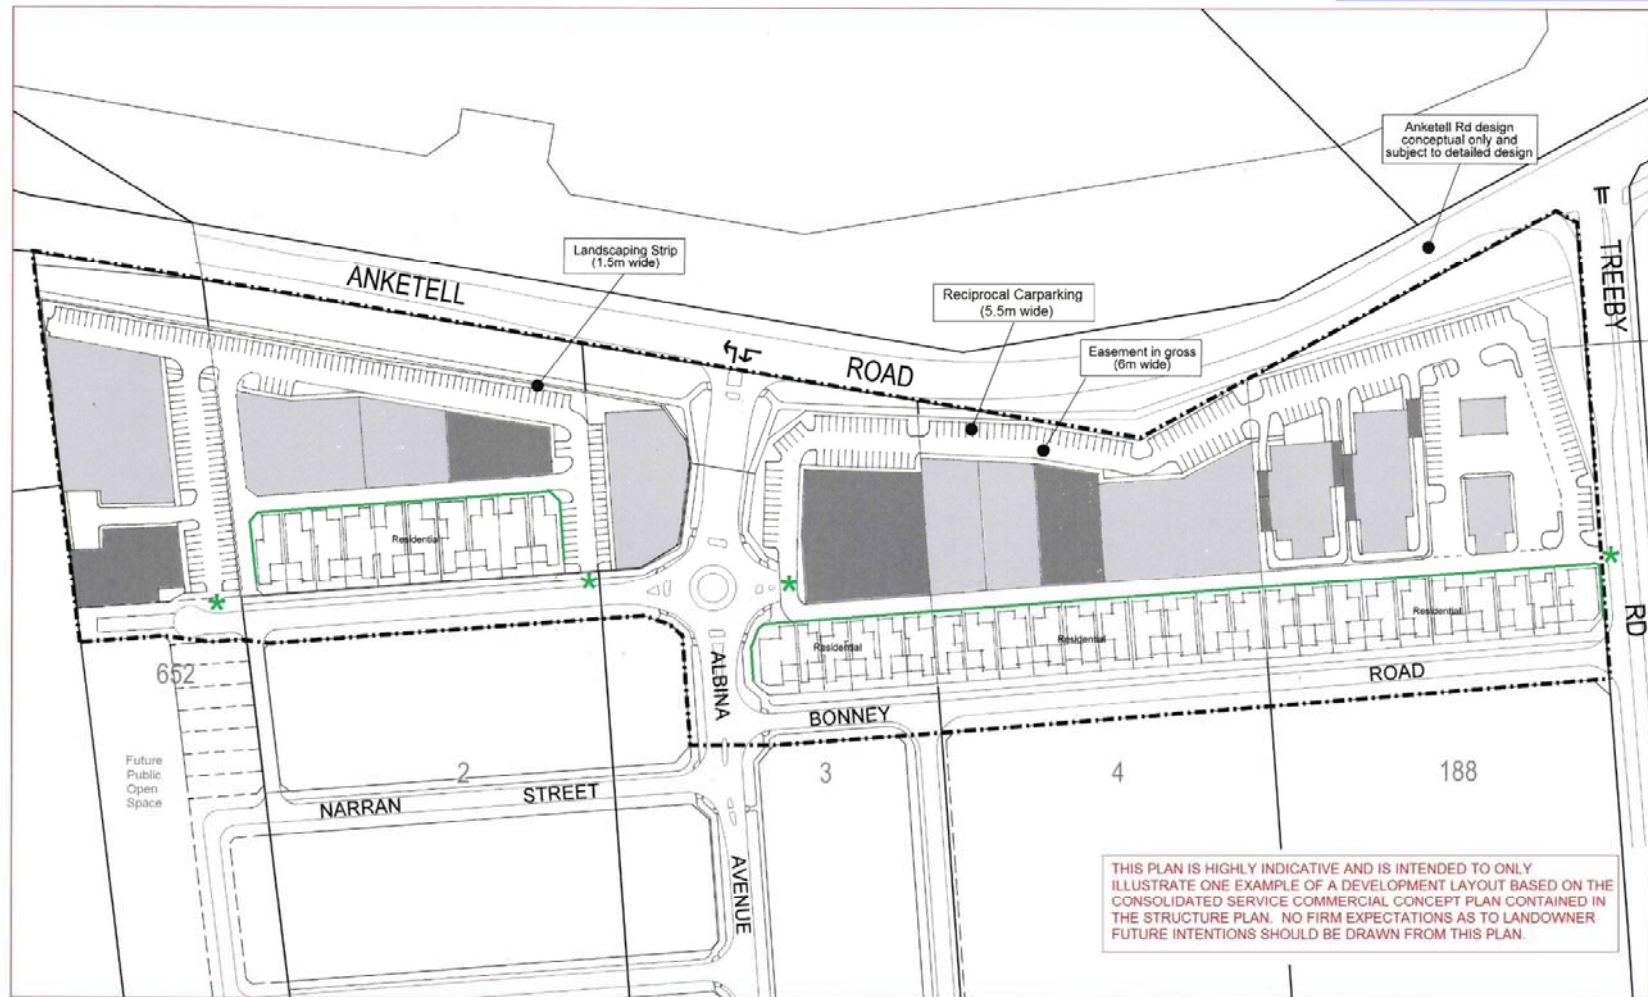 Anketell Rd design
conceptual only and
subject to detailed design
Landscaping Strip
(1.5m wide)
ANKETELL
ROAD
Reciprocal Carparking
(5.5m wide)
Easement in gross
(6m wide)
TREEBY
RD
Residential
Residential
Residential
Residential
652
ALBINA
AVENUE
BONNEY
ROAD
Future
Public
Open
Space
2
3
4
188
NARRAN
STREET
THIS PLAN IS HIGHLY INDICATIVE AND IS INTENDED TO ONLY
ILLUSTRATE ONE EXAMPLE OF A DEVELOPMENT LAYOUT BASED ON THE
CONSOLIDATED SERVICE COMMERCIAL CONCEPT PLAN CONTAINED IN
THE STRUCTURE PLAN. NO FIRM EXPECTATIONS AS TO LANDOWNER
FUTURE INTENTIONS SHOULD BE DRAWN FROM THIS PLAN.